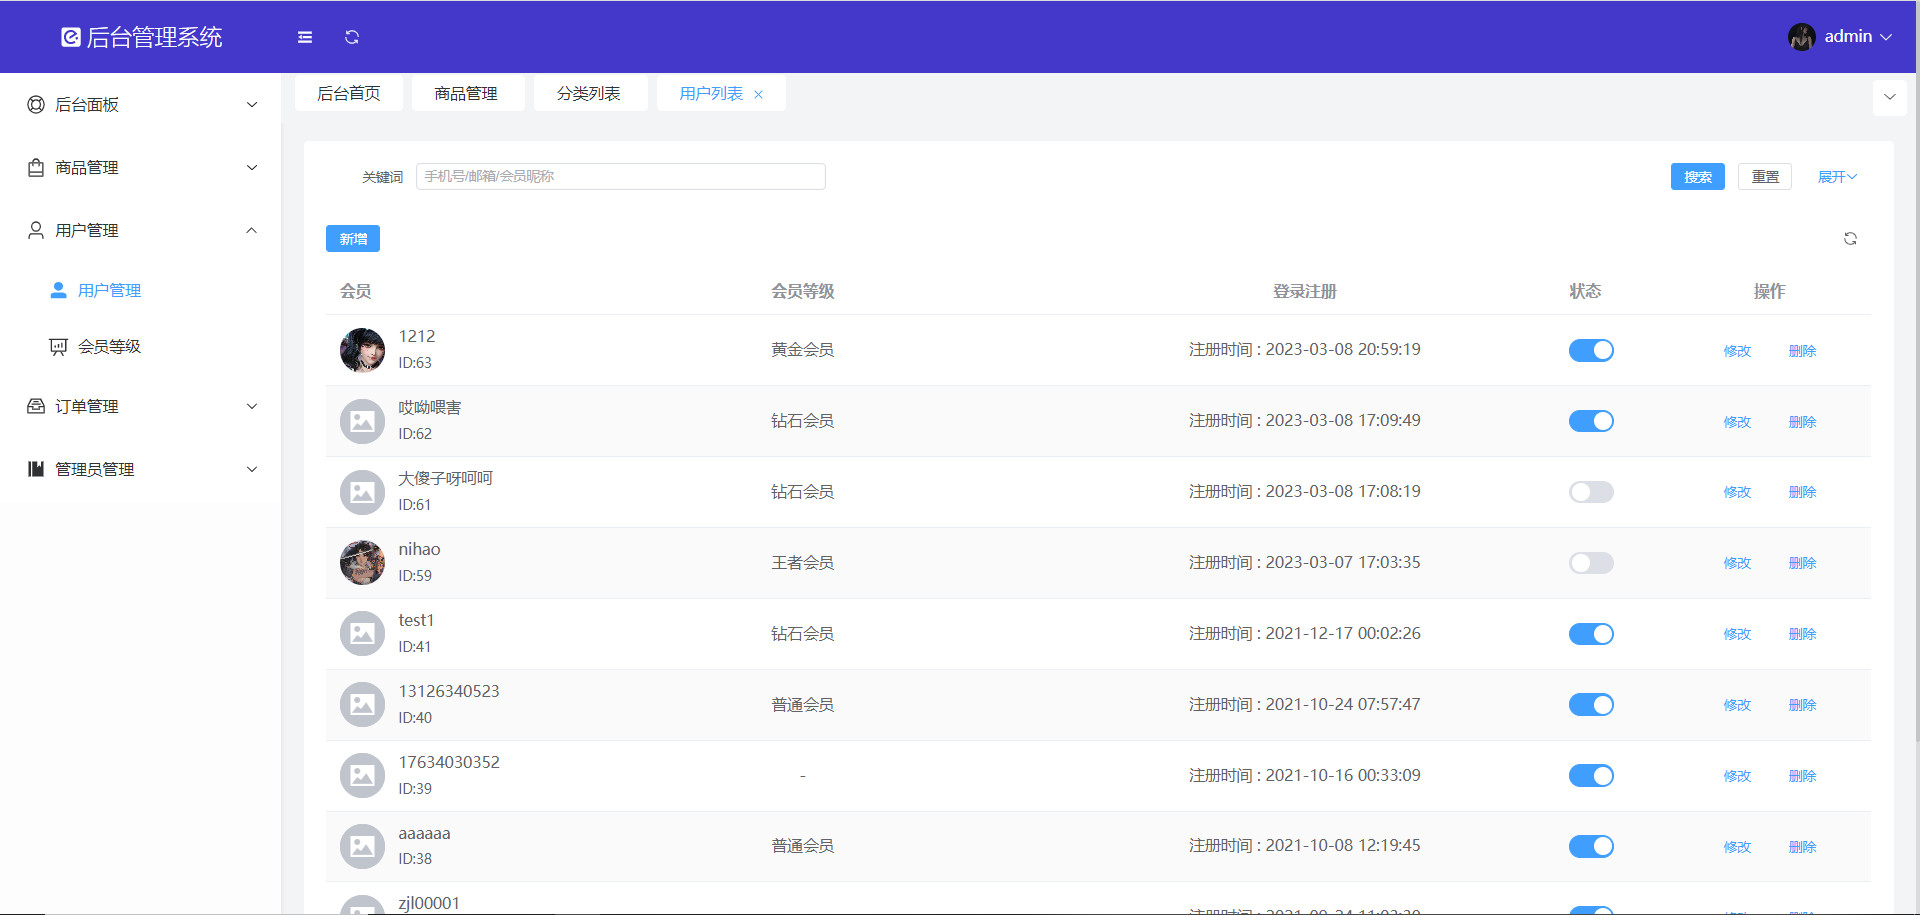 后台管理系统
admin
后台面板
商品管理
用户管理
用户管理
会员等级
订单管理
管理员管理
后台首页 商品管理 分类列表 用户列表
关键词 手机号/邮箱/会员昵称 搜索 重置 展开
新增
会员 会员等级 登录注册 状态 操作
1212
ID:63
黄金会员 注册时间 : 2023-03-08 20:59:19 修改 删除
哎呦喂害
ID:62
钻石会员 注册时间 : 2023-03-08 17:09:49 修改 删除
大傻子呀呵呵
ID:61
钻石会员 注册时间 : 2023-03-08 17:08:19 修改 删除
nihao
ID:59
王者会员 注册时间 : 2023-03-07 17:03:35 修改 删除
test1
ID:41
钻石会员 注册时间 : 2021-12-17 00:02:26 修改 删除
13126340523
ID:40
普通会员 注册时间 : 2021-10-24 07:57:47 修改 删除
17634030352
ID:39
- 注册时间 : 2021-10-16 00:33:09 修改 删除
aaaaaa
ID:38
普通会员 注册时间 : 2021-10-08 12:19:45 修改 删除
zjl00001